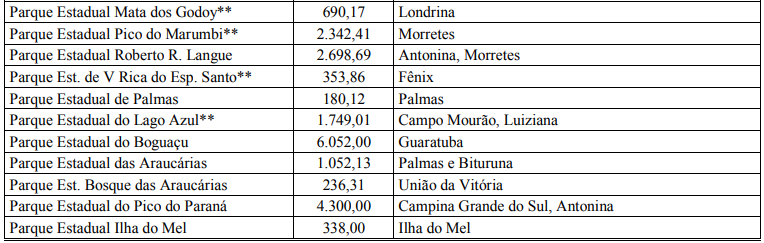 Parque Estadual Mata dos Godoy** 690,17 Londrina
Parque Estadual Pico do Marumbi** 2.342,41 Morretes
Parque Estadual Roberto R. Langue 2.698,69 Antonina, Morretes
Parque Est. de V Rica do Esp. Santo** 353,86 Fênix
Parque Estadual de Palmas 180,12 Palmas
Parque Estadual do Lago Azul** 1.749,01 Campo Mourão, Luiziana
Parque Estadual do Boguaçu 6.052,00 Guaratuba
Parque Estadual das Araucárias 1.052,13 Palmas e Bituruna
Parque Est. Bosque das Araucárias 236,31 União da Vitória
Parque Estadual do Pico do Paraná 4.300,00 Campina Grande do Sul, Antonina
Parque Estadual Ilha do Mel 338,00 Ilha do Mel